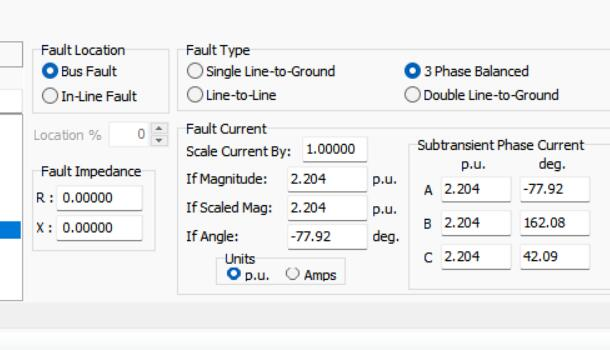 Fault Location
Bus Fault
In-Line Fault
Location % 0
Fault Impedance
R : 0.00000
X : 0.00000
Fault Type
Single Line-to-Ground
3 Phase Balanced
Line-to-Line
Double Line-to-Ground
Fault Current
Scale Current By: 1.00000
If Magnitude: 2.204 p.u.
If Scaled Mag: 2.204 p.u.
If Angle: -77.92 deg.
Units
p.u. Amps
Subtransient Phase Current
p.u. deg.
A 2.204 -77.92
B 2.204 162.08
C 2.204 42.09